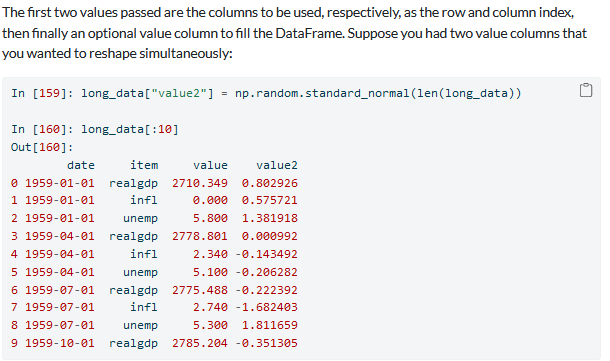 The first two values passed are the columns to be used, respectively, as the row and column index,
then finally an optional value column to fill the DataFrame. Suppose you had two value columns that
you wanted to reshape simultaneously:
In [159]: long_data["value2"] = np.random.standard_normal(len(long_data))
In [160]: long_data[:10]
Out[160]:
        date     item     value    value2
0 1959-01-01  realgdp  2710.349  0.802926
1 1959-01-01     infl     0.000  0.575721
2 1959-01-01    unemp     5.800  1.381918
3 1959-04-01  realgdp  2778.801  0.000992
4 1959-04-01     infl     2.340 -0.143492
5 1959-04-01    unemp     5.100 -0.206282
6 1959-07-01  realgdp  2775.488 -0.222392
7 1959-07-01     infl     2.740 -1.682403
8 1959-07-01    unemp     5.300  1.811659
9 1959-10-01  realgdp  2785.204 -0.351305